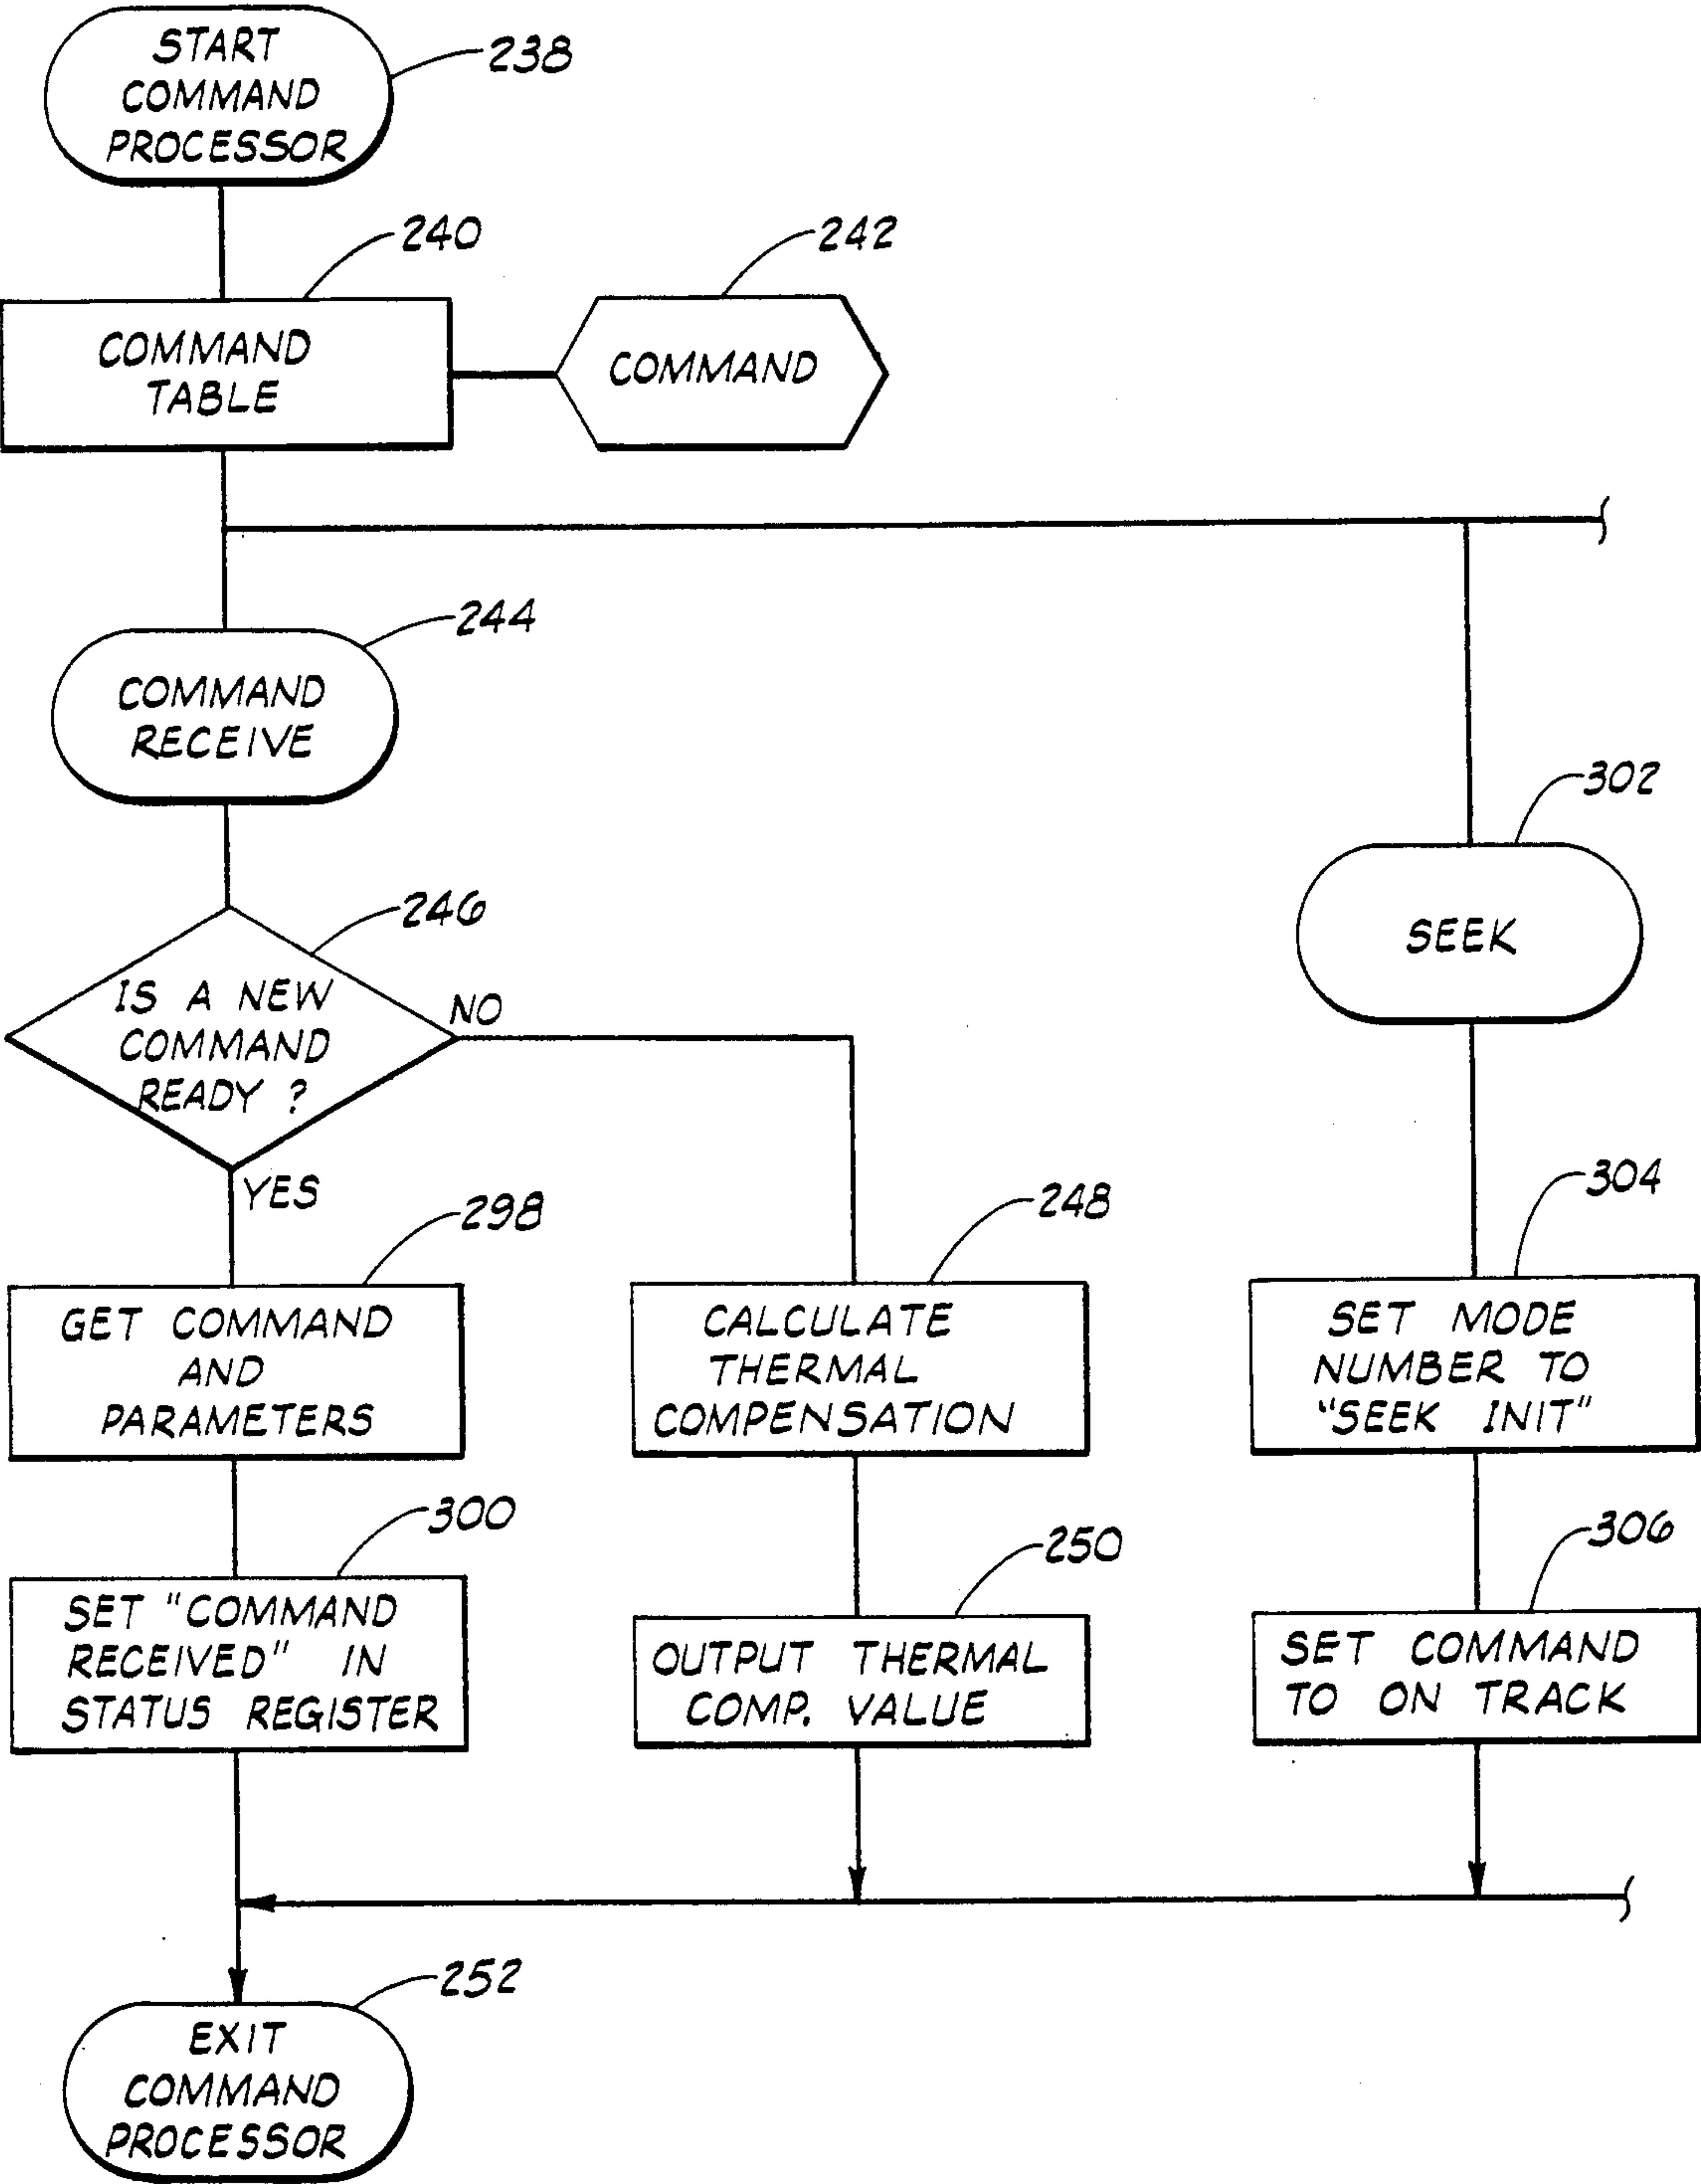 START
COMMAND
PROCESSOR
238
240
242
COMMAND
TABLE
COMMAND
244
COMMAND
RECEIVE
302
SEEK
246
IS A NEW
COMMAND
READY ?
NO
YES
298
GET COMMAND
AND
PARAMETERS
248
CALCULATE
THERMAL
COMPENSATION
304
SET MODE
NUMBER TO
"SEEK INIT"
300
SET "COMMAND
RECEIVED" IN
STATUS REGISTER
250
OUTPUT THERMAL
COMP. VALUE
306
SET COMMAND
TO ON TRACK
252
EXIT
COMMAND
PROCESSOR